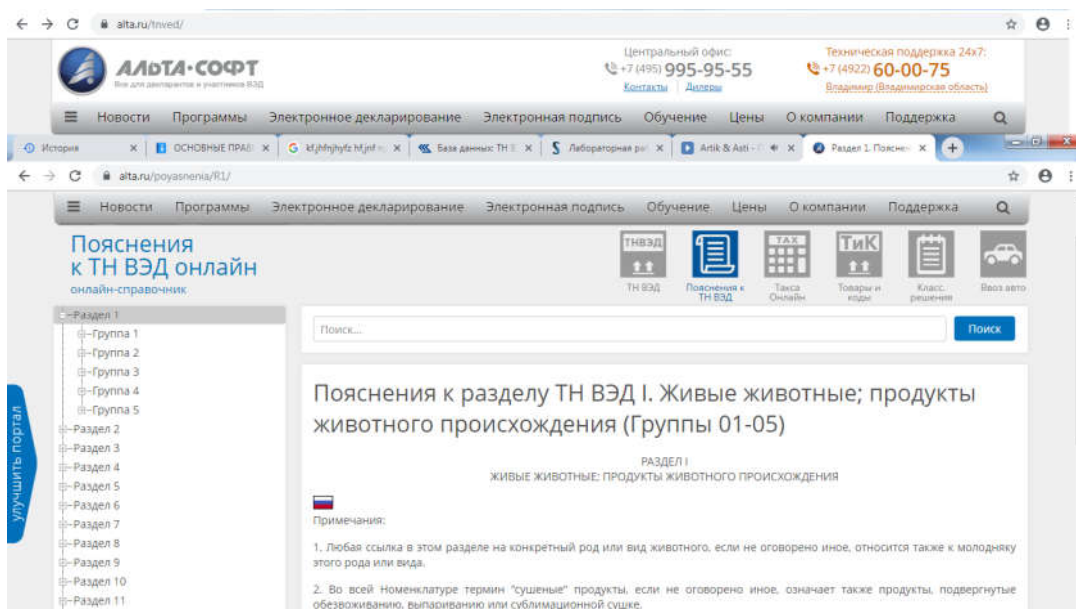 alta.ru/tnved/
АЛЬТА·СОФТ
Все для декларантов и участников ВЭД
Центральный офис:
+7 (495) 995-95-55
Контакты Дилеры
Техническая поддержка 24x7:
+7 (4922) 60-00-75
Владимир (Владимирская область)
Новости Программы Электронное декларирование Электронная подпись Обучение Цены О компании Поддержка
История ОСНОВНЫЕ ПРАВ База данных: ТН Лабораторная ра Artik & Asti - Раздел 1. Поясне
alta.ru/poyasnenia/R1/
Новости Программы Электронное декларирование Электронная подпись Обучение Цены О компании Поддержка
Пояснения
к ТН ВЭД онлайн
онлайн-справочник
ТНВЭД
ТН ВЭД
Пояснения к
ТН ВЭД
TAX
Такса
Онлайн
ТиК
Товары и
коды
Класс.
решения
Ввоз авто
Раздел 1
Группа 1
Группа 2
Группа 3
Группа 4
Группа 5
Раздел 2
Раздел 3
Раздел 4
Раздел 5
Раздел 6
Раздел 7
Раздел 8
Раздел 9
Раздел 10
Раздел 11
улучшить портал
Поиск...
Поиск
Пояснения к разделу ТН ВЭД I. Живые животные; продукты
животного происхождения (Группы 01-05)
РАЗДЕЛ I
ЖИВЫЕ ЖИВОТНЫЕ; ПРОДУКТЫ ЖИВОТНОГО ПРОИСХОЖДЕНИЯ
Примечания:
1. Любая ссылка в этом разделе на конкретный род или вид животного, если не оговорено иное, относится также к молодняку
этого рода или вида.
2. Во всей Номенклатуре термин "сушеные" продукты, если не оговорено иное, означает также продукты, подвергнутые
обезвоживанию, выпариванию или сублимационной сушке.